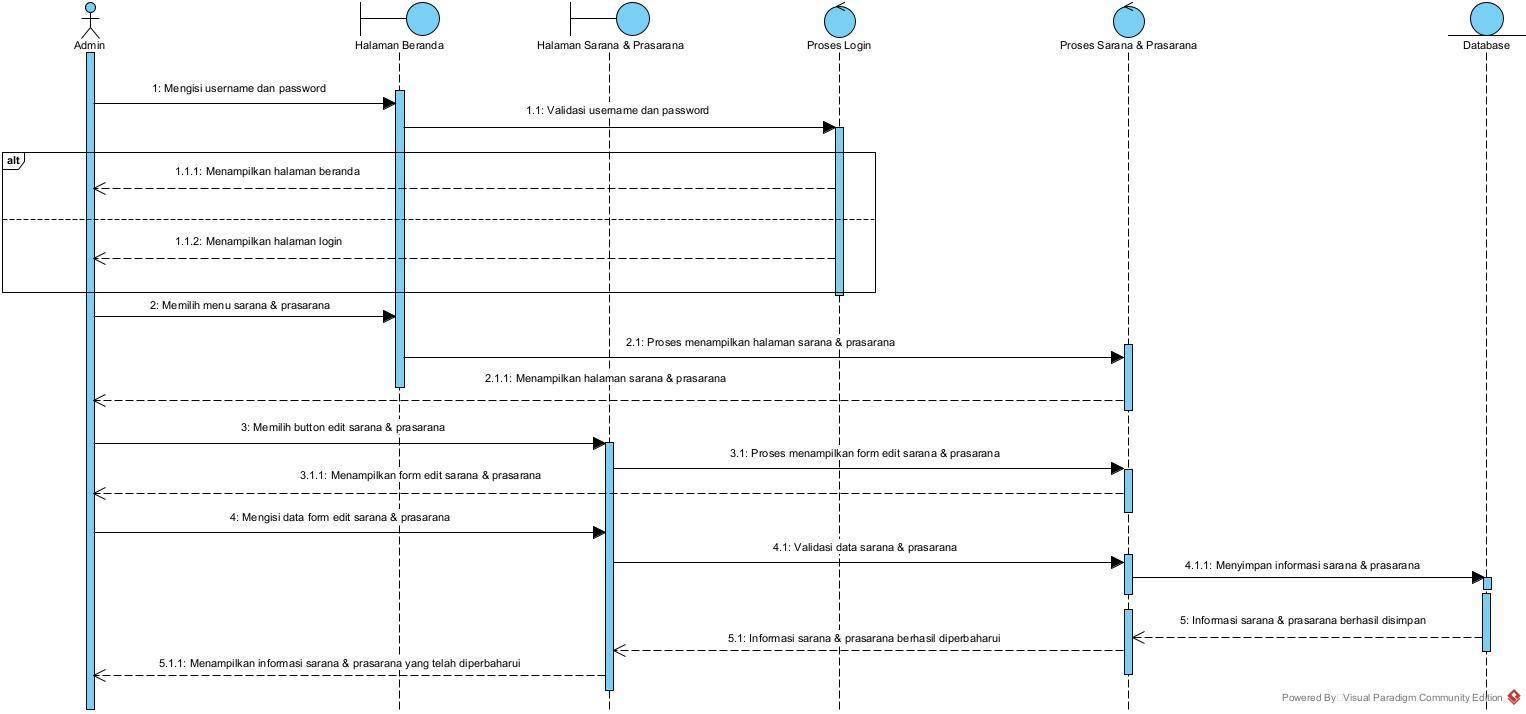 Admin
Halaman Beranda
Halaman Sarana & Prasarana
Proses Login
Proses Sarana & Prasarana
Database
1: Mengisi username dan password
1.1: Validasi username dan password
alt
1.1.1: Menampilkan halaman beranda
1.1.2: Menampilkan halaman login
2: Memilih menu sarana & prasarana
2.1: Proses menampilkan halaman sarana & prasarana
2.1.1: Menampilkan halaman sarana & prasarana
3: Memilih button edit sarana & prasarana
3.1: Proses menampilkan form edit sarana & prasarana
3.1.1: Menampilkan form edit sarana & prasarana
4: Mengisi data form edit sarana & prasarana
4.1: Validasi data sarana & prasarana
4.1.1: Menyimpan informasi sarana & prasarana
5: Informasi sarana & prasarana berhasil disimpan
5.1: Informasi sarana & prasarana berhasil diperbaharui
5.1.1: Menampilkan informasi sarana & prasarana yang telah diperbaharui
Powered By Visual Paradigm Community Edition